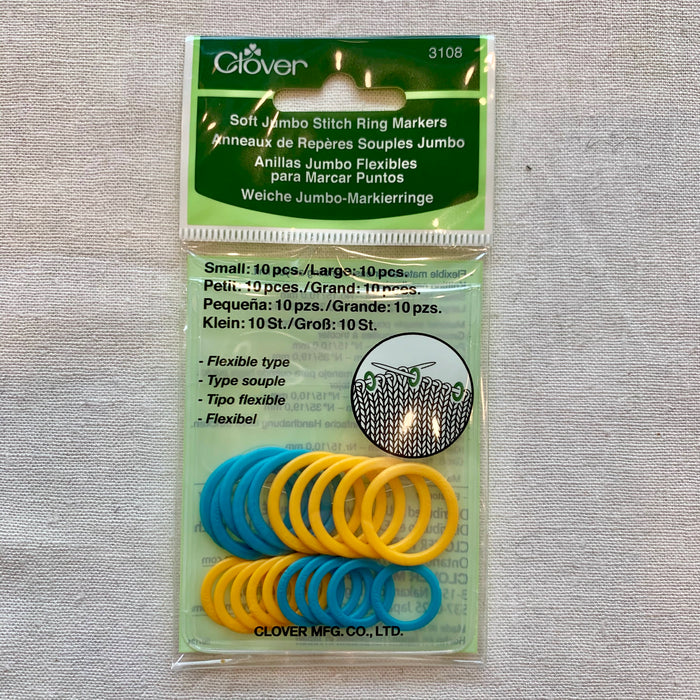 Clover
3108
Soft Jumbo Stitch Ring Markers
Anneaux de Repères Souples Jumbo
Anillas Jumbo Flexibles
para Marcar Puntos
Weiche Jumbo-Markierringe
Small: 10 pcs./Large: 10 pcs.
Petit: 10 pces./Grand: 10 pces.
Pequeña: 10 pzs./Grande: 10 pzs.
Klein: 10 St./Groß: 10 St.
- Flexible type
- Type souple
- Tipo flexible
- Flexibel
CLOVER MFG. CO., LTD.